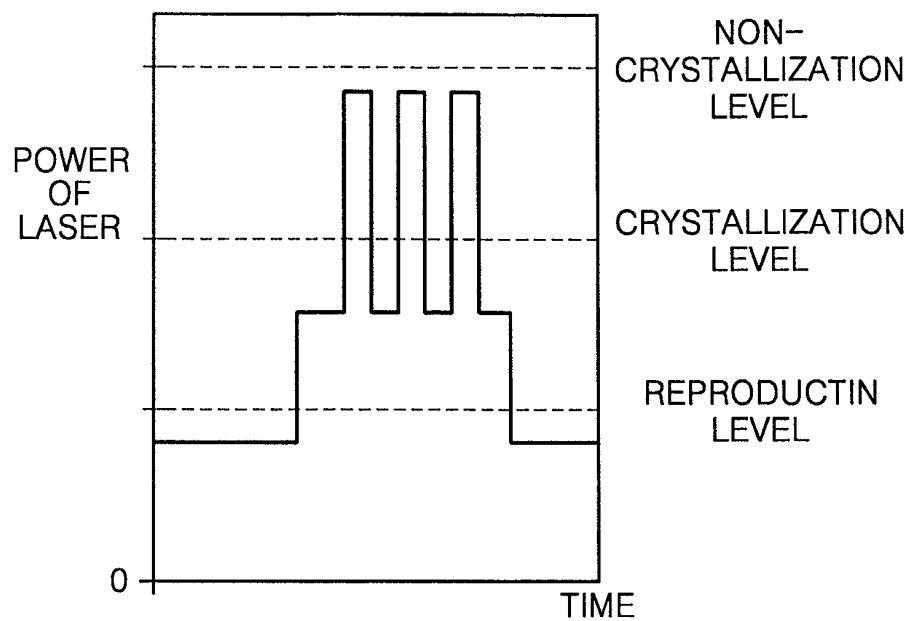 NON-
CRYSTALLIZATION
LEVEL
POWER
OF
LASER
CRYSTALLIZATION
LEVEL
REPRODUCTIN
LEVEL
0
TIME